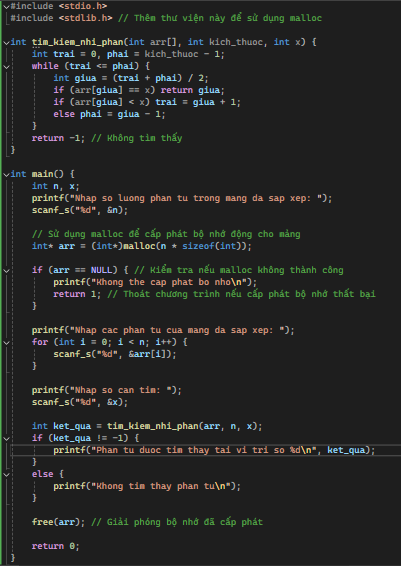 #include <stdio.h>
#include <stdlib.h> // Thêm thư viện này để sử dụng malloc
int tim_kiem_nhi_phan(int arr[], int kich_thuoc, int x) {
int trai = 0, phai = kich_thuoc - 1;
while (trai <= phai) {
int giua = (trai + phai) / 2;
if (arr[giua] == x) return giua;
if (arr[giua] < x) trai = giua + 1;
else phai = giua - 1;
}
return -1; // Không tìm thấy
}
int main() {
int n, x;
printf("Nhap so luong phan tu trong mang da sap xep: ");
scanf_s("%d", &n);
// Sử dụng malloc để cấp phát bộ nhớ động cho mảng
int* arr = (int*)malloc(n * sizeof(int));
if (arr == NULL) { // Kiểm tra nếu malloc không thành công
printf("Khong the cap phat bo nho\n");
return 1; // Thoát chương trình nếu cấp phát bộ nhớ thất bại
}
printf("Nhap cac phan tu cua mang da sap xep: ");
for (int i = 0; i < n; i++) {
scanf_s("%d", &arr[i]);
}
printf("Nhap so can tim: ");
scanf_s("%d", &x);
int ket_qua = tim_kiem_nhi_phan(arr, n, x);
if (ket_qua != -1) {
printf("Phan tu duoc tim thay tai vi tri so %d\n", ket_qua);
}
else {
printf("Khong tim thay phan tu\n");
}
free(arr); // Giải phóng bộ nhớ đã cấp phát
return 0;
}